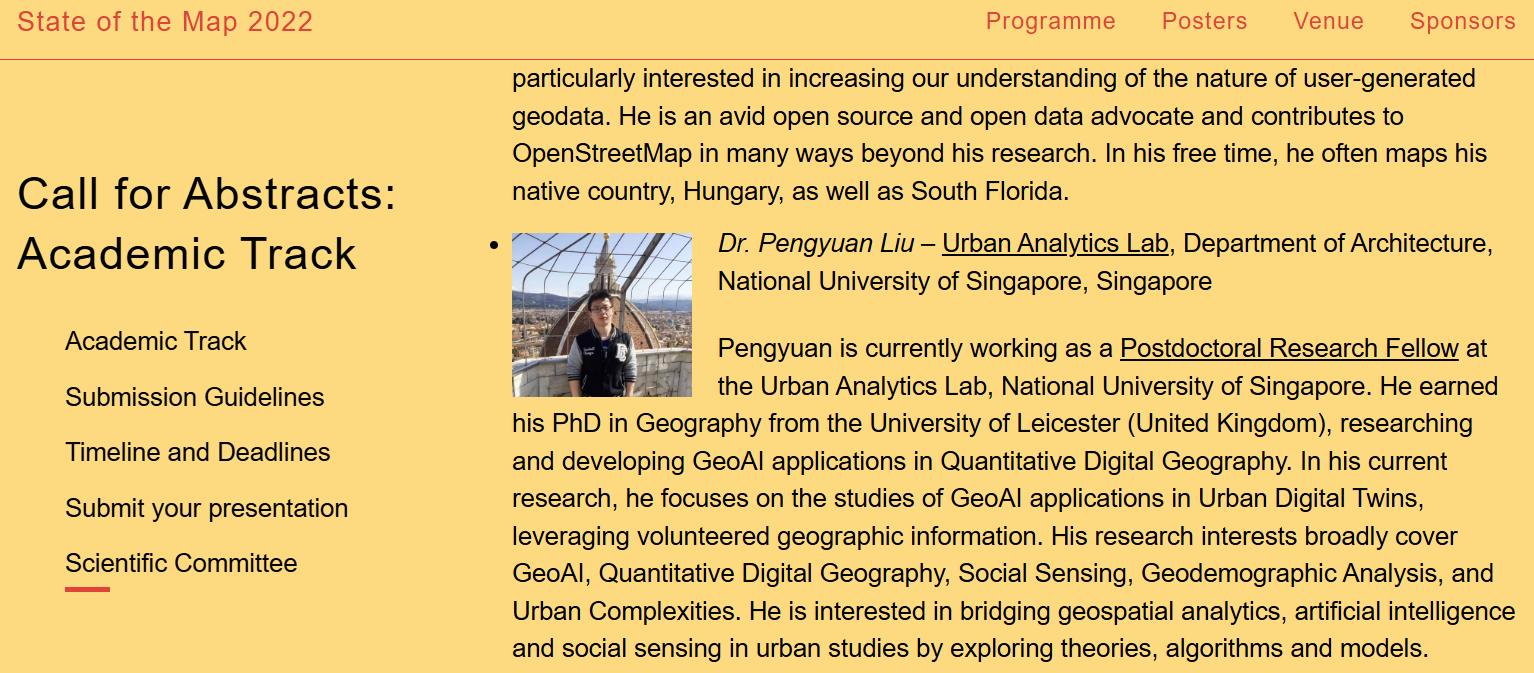 State of the Map 2022
Programme Posters Venue Sponsors
Call for Abstracts:
Academic Track
Academic Track
Submission Guidelines
Timeline and Deadlines
Submit your presentation
Scientific Committee
particularly interested in increasing our understanding of the nature of user-generated
geodata. He is an avid open source and open data advocate and contributes to
OpenStreetMap in many ways beyond his research. In his free time, he often maps his
native country, Hungary, as well as South Florida.
Dr. Pengyuan Liu – Urban Analytics Lab, Department of Architecture,
National University of Singapore, Singapore
Pengyuan is currently working as a Postdoctoral Research Fellow at
the Urban Analytics Lab, National University of Singapore. He earned
his PhD in Geography from the University of Leicester (United Kingdom), researching
and developing GeoAI applications in Quantitative Digital Geography. In his current
research, he focuses on the studies of GeoAI applications in Urban Digital Twins,
leveraging volunteered geographic information. His research interests broadly cover
GeoAI, Quantitative Digital Geography, Social Sensing, Geodemographic Analysis, and
Urban Complexities. He is interested in bridging geospatial analytics, artificial intelligence
and social sensing in urban studies by exploring theories, algorithms and models.